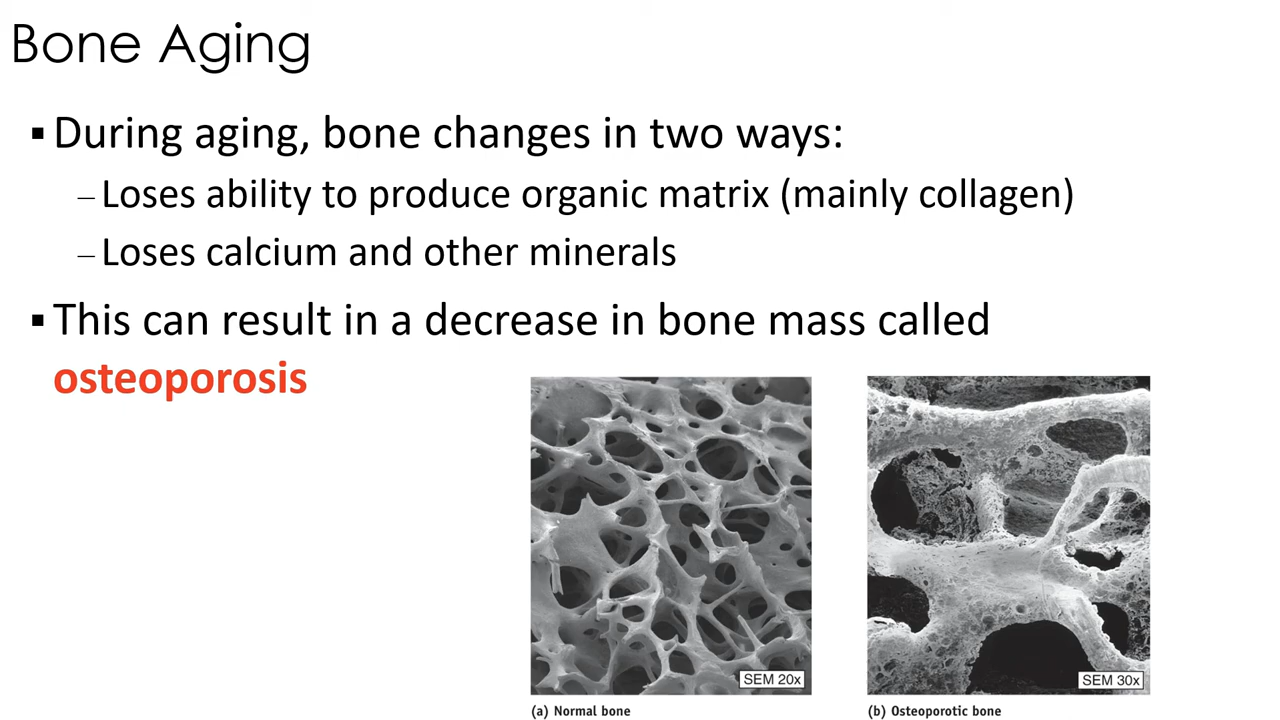 Bone Aging
▪ During aging, bone changes in two ways:
– Loses ability to produce organic matrix (mainly collagen)
– Loses calcium and other minerals
▪ This can result in a decrease in bone mass called
osteoporosis
SEM 20x
SEM 30x
(a) Normal bone
(b) Osteoporotic bone